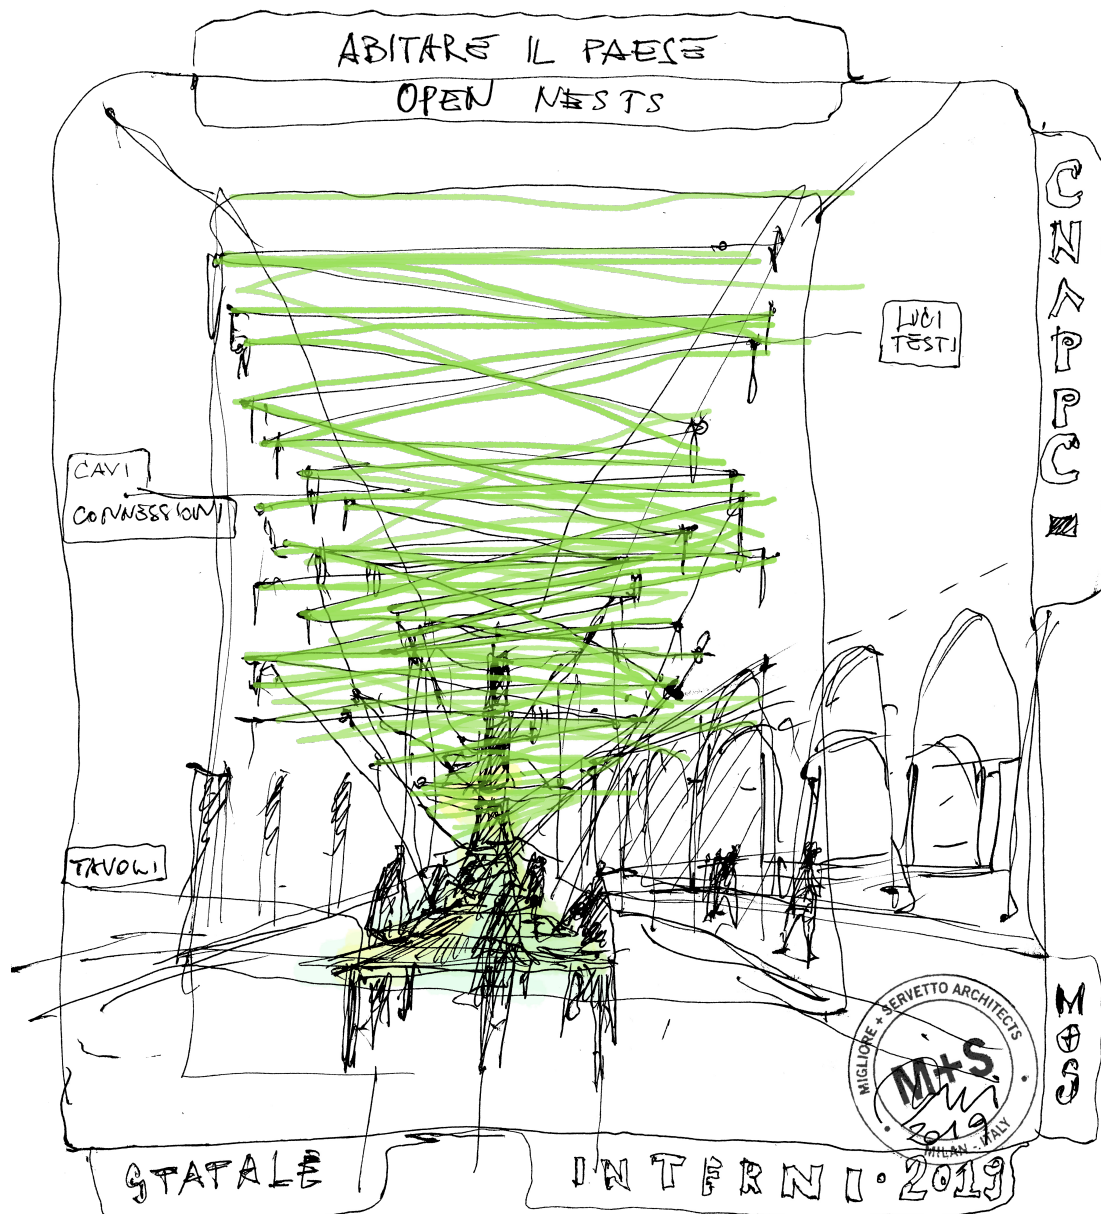 ABITARE IL PAESE
OPEN NESTS
CNAPPC
LUCI
TESTI
CAVI
CONNESSIONI
TAVOLI
M+S
MIGLIORE + SERVETTO ARCHITECTS
M+S
2019
MILAN - ITALY
STATALE
INTERNI · 2019